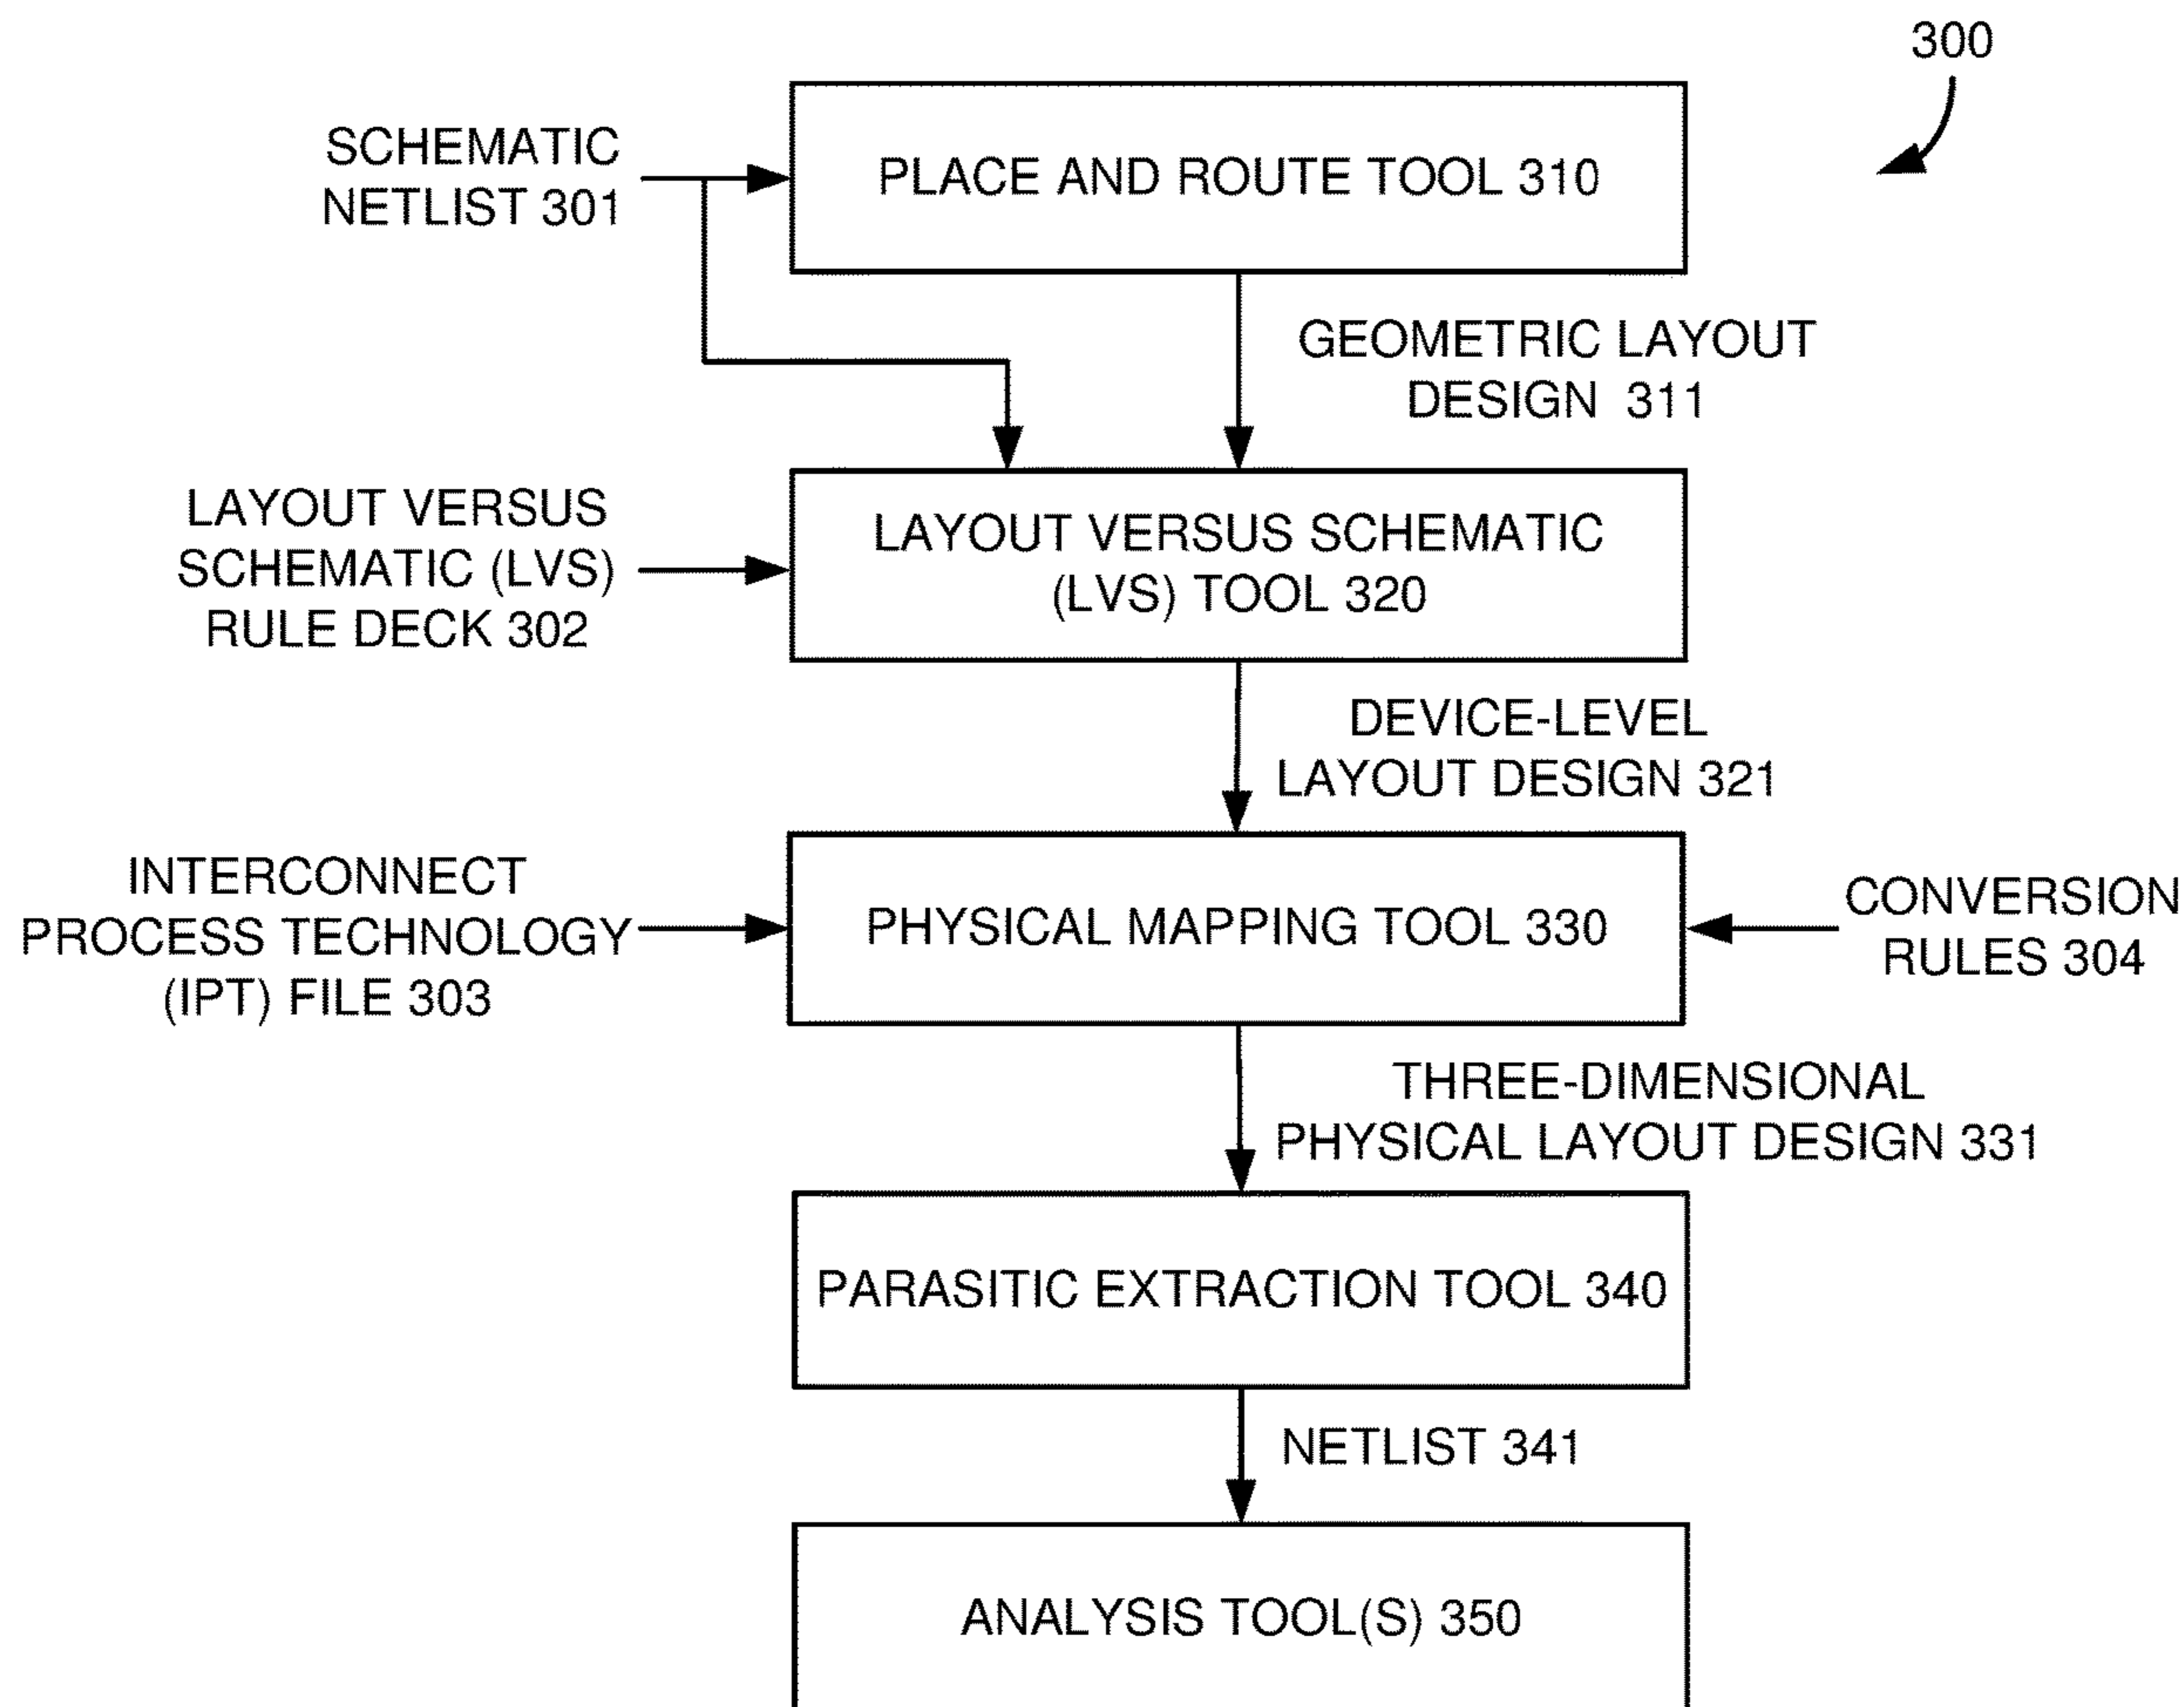 300
SCHEMATIC
NETLIST 301
PLACE AND ROUTE TOOL 310
GEOMETRIC LAYOUT
DESIGN 311
LAYOUT VERSUS
SCHEMATIC (LVS)
RULE DECK 302
LAYOUT VERSUS SCHEMATIC
(LVS) TOOL 320
DEVICE-LEVEL
LAYOUT DESIGN 321
INTERCONNECT
PROCESS TECHNOLOGY
(IPT) FILE 303
PHYSICAL MAPPING TOOL 330
CONVERSION
RULES 304
THREE-DIMENSIONAL
PHYSICAL LAYOUT DESIGN 331
PARASITIC EXTRACTION TOOL 340
NETLIST 341
ANALYSIS TOOL(S) 350